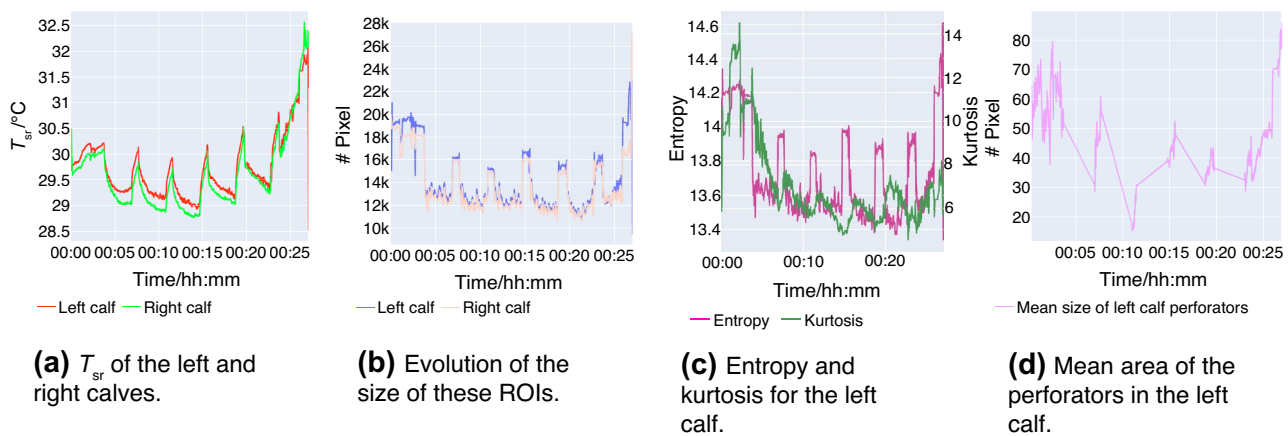 32.5
32
31.5
31
30.5
30
29.5
29
28.5
T_sr/°C
00:00
00:05
00:10
00:15
00:20
00:25
Time/hh:mm
Left calf
Right calf
(a) T_sr of the left and
right calves.
28k
26k
24k
22k
20k
18k
16k
14k
12k
10k
# Pixel
00:00
00:05
00:10
00:15
00:20
00:25
Time/hh:mm
Left calf
Right calf
(b) Evolution of the
size of these ROIs.
14.6
14.4
14.2
14
13.8
13.6
13.4
Entropy
14
12
10
8
6
Kurtosis
00:00
00:10
00:20
Time/hh:mm
Entropy
Kurtosis
(c) Entropy and
kurtosis for the left
calf.
80
70
60
50
40
30
20
# Pixel
00:05
00:10
00:15
00:20
00:25
Time/hh:mm
Mean size of left calf perforators
(d) Mean area of the
perforators in the left
calf.